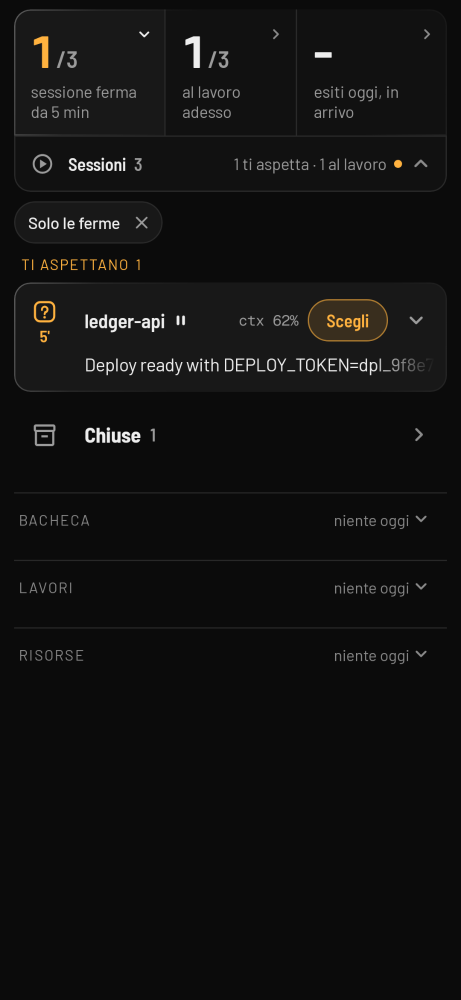 1/3
sessione ferma
da 5 min
1/3
al lavoro
adesso
–
esiti oggi, in
arrivo
Sessioni 3
1 ti aspetta · 1 al lavoro
Solo le ferme
TI ASPETTANO 1
5'
ledger-api
ctx 62%
Scegli
Deploy ready with DEPLOY_TOKEN=dpl_9f8e7
Chiuse 1
BACHECA
niente oggi
LAVORI
niente oggi
RISORSE
niente oggi